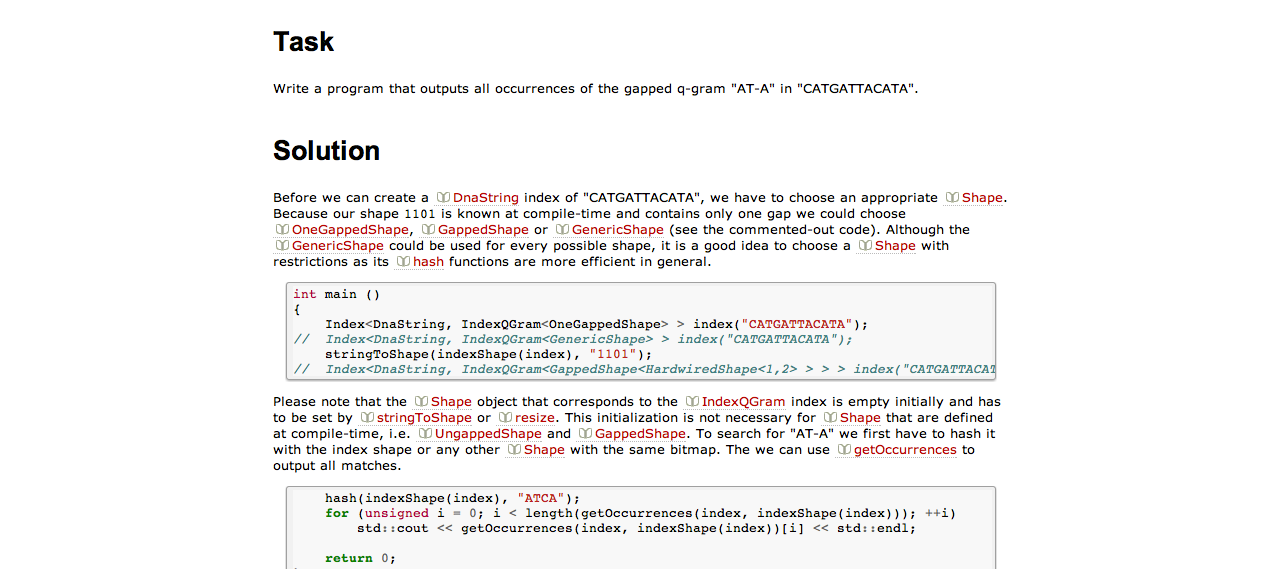 Task
Write a program that outputs all occurrences of the gapped q-gram "AT-A" in "CATGATTACATA".
Solution
Before we can create a DnaString index of "CATGATTACATA", we have to choose an appropriate Shape.
Because our shape 1101 is known at compile-time and contains only one gap we could choose
OneGappedShape, GappedShape or GenericShape (see the commented-out code). Although the
GenericShape could be used for every possible shape, it is a good idea to choose a Shape with
restrictions as its hash functions are more efficient in general.
int main ()
{
    Index<DnaString, IndexQGram<OneGappedShape> > index("CATGATTACATA");
//  Index<DnaString, IndexQGram<GenericShape> > index("CATGATTACATA");
    stringToShape(indexShape(index), "1101");
//  Index<DnaString, IndexQGram<GappedShape<HardwiredShape<1,2> > > > index("CATGATTACAT
Please note that the Shape object that corresponds to the IndexQGram index is empty initially and has
to be set by stringToShape or resize. This initialization is not necessary for Shape that are defined
at compile-time, i.e. UngappedShape and GappedShape. To search for "AT-A" we first have to hash it
with the index shape or any other Shape with the same bitmap. The we can use getOccurrences to
output all matches.
    hash(indexShape(index), "ATCA");
    for (unsigned i = 0; i < length(getOccurrences(index, indexShape(index))); ++i)
        std::cout << getOccurrences(index, indexShape(index))[i] << std::endl;
    return 0;